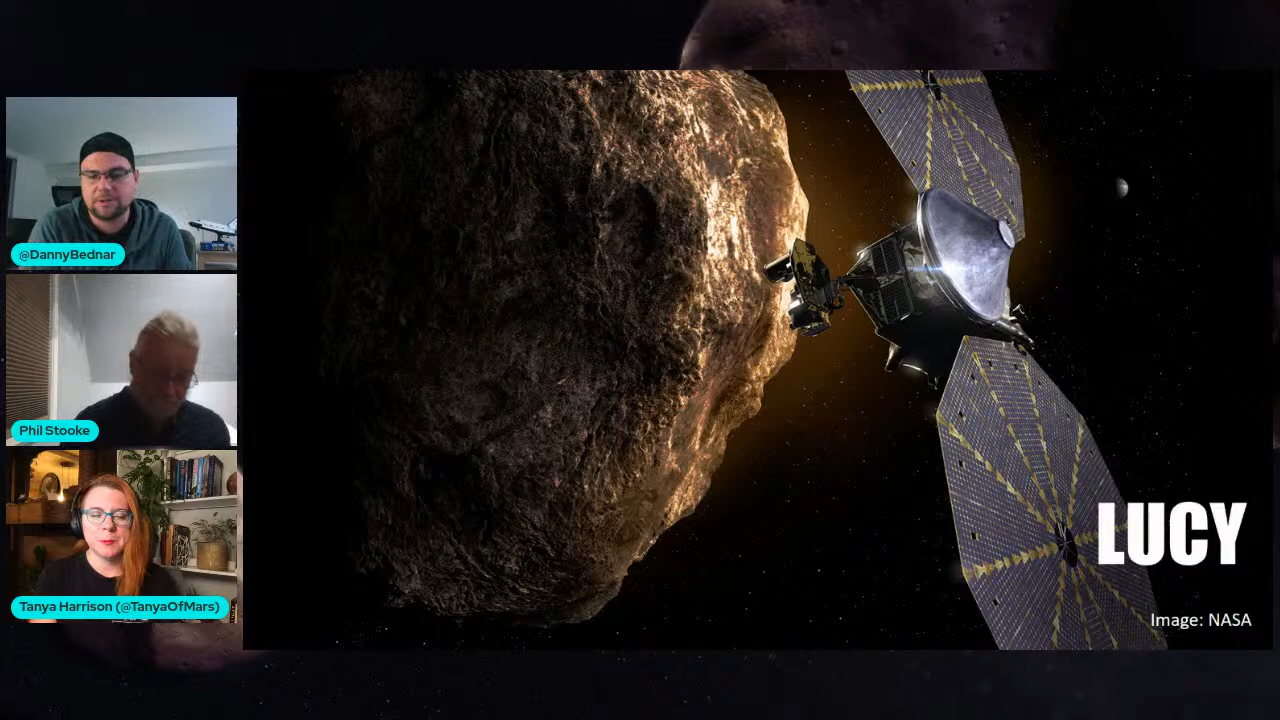 @DannyBednar
Phil Stooke
Tanya Harrison (@TanyaOfMars)
LUCY
Image: NASA